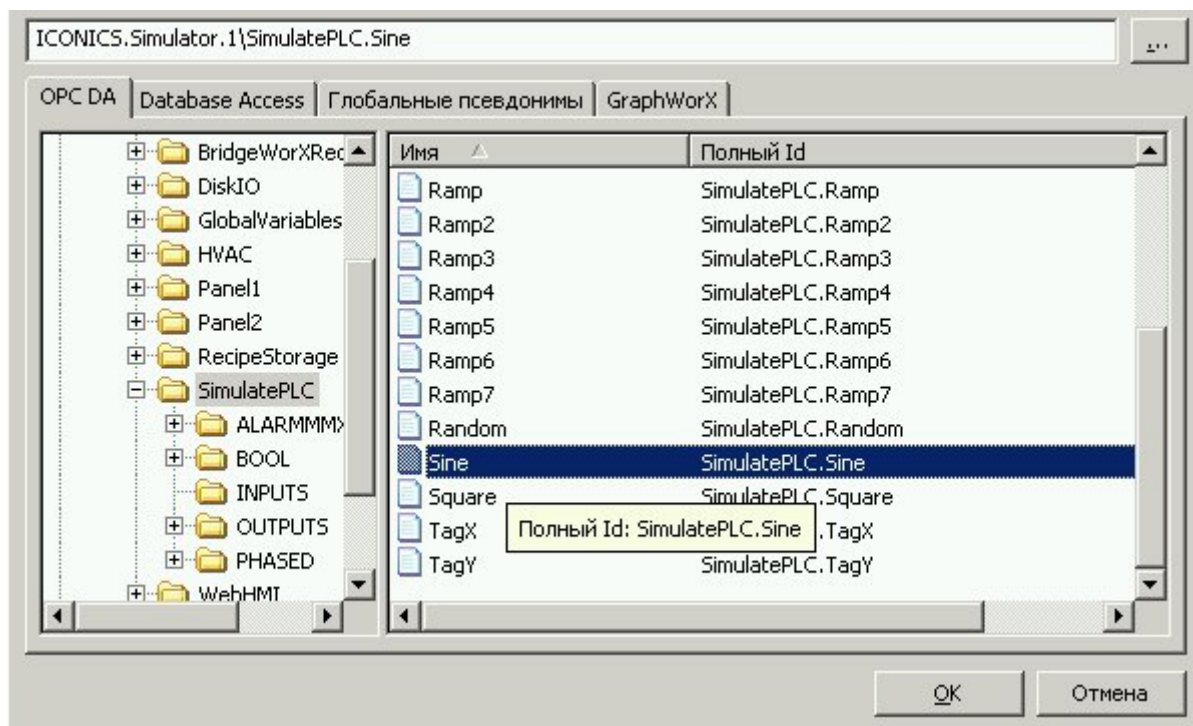 ICONICS.Simulator.1\SimulatePLC.Sine
...
OPC DA Database Access Глобальные псевдонимы GraphWorX
BridgeWorXRec
DiskIO
GlobalVariables
HVAC
Panel1
Panel2
RecipeStorage
SimulatePLC
ALARMMMX
BOOL
INPUTS
OUTPUTS
PHASED
WebHMI
Имя Полный Id
Ramp SimulatePLC.Ramp
Ramp2 SimulatePLC.Ramp2
Ramp3 SimulatePLC.Ramp3
Ramp4 SimulatePLC.Ramp4
Ramp5 SimulatePLC.Ramp5
Ramp6 SimulatePLC.Ramp6
Ramp7 SimulatePLC.Ramp7
Random SimulatePLC.Random
Sine SimulatePLC.Sine
Square SimulatePLC.Square
TagX .TagX
Полный Id: SimulatePLC.Sine
TagY SimulatePLC.TagY
OK Отмена